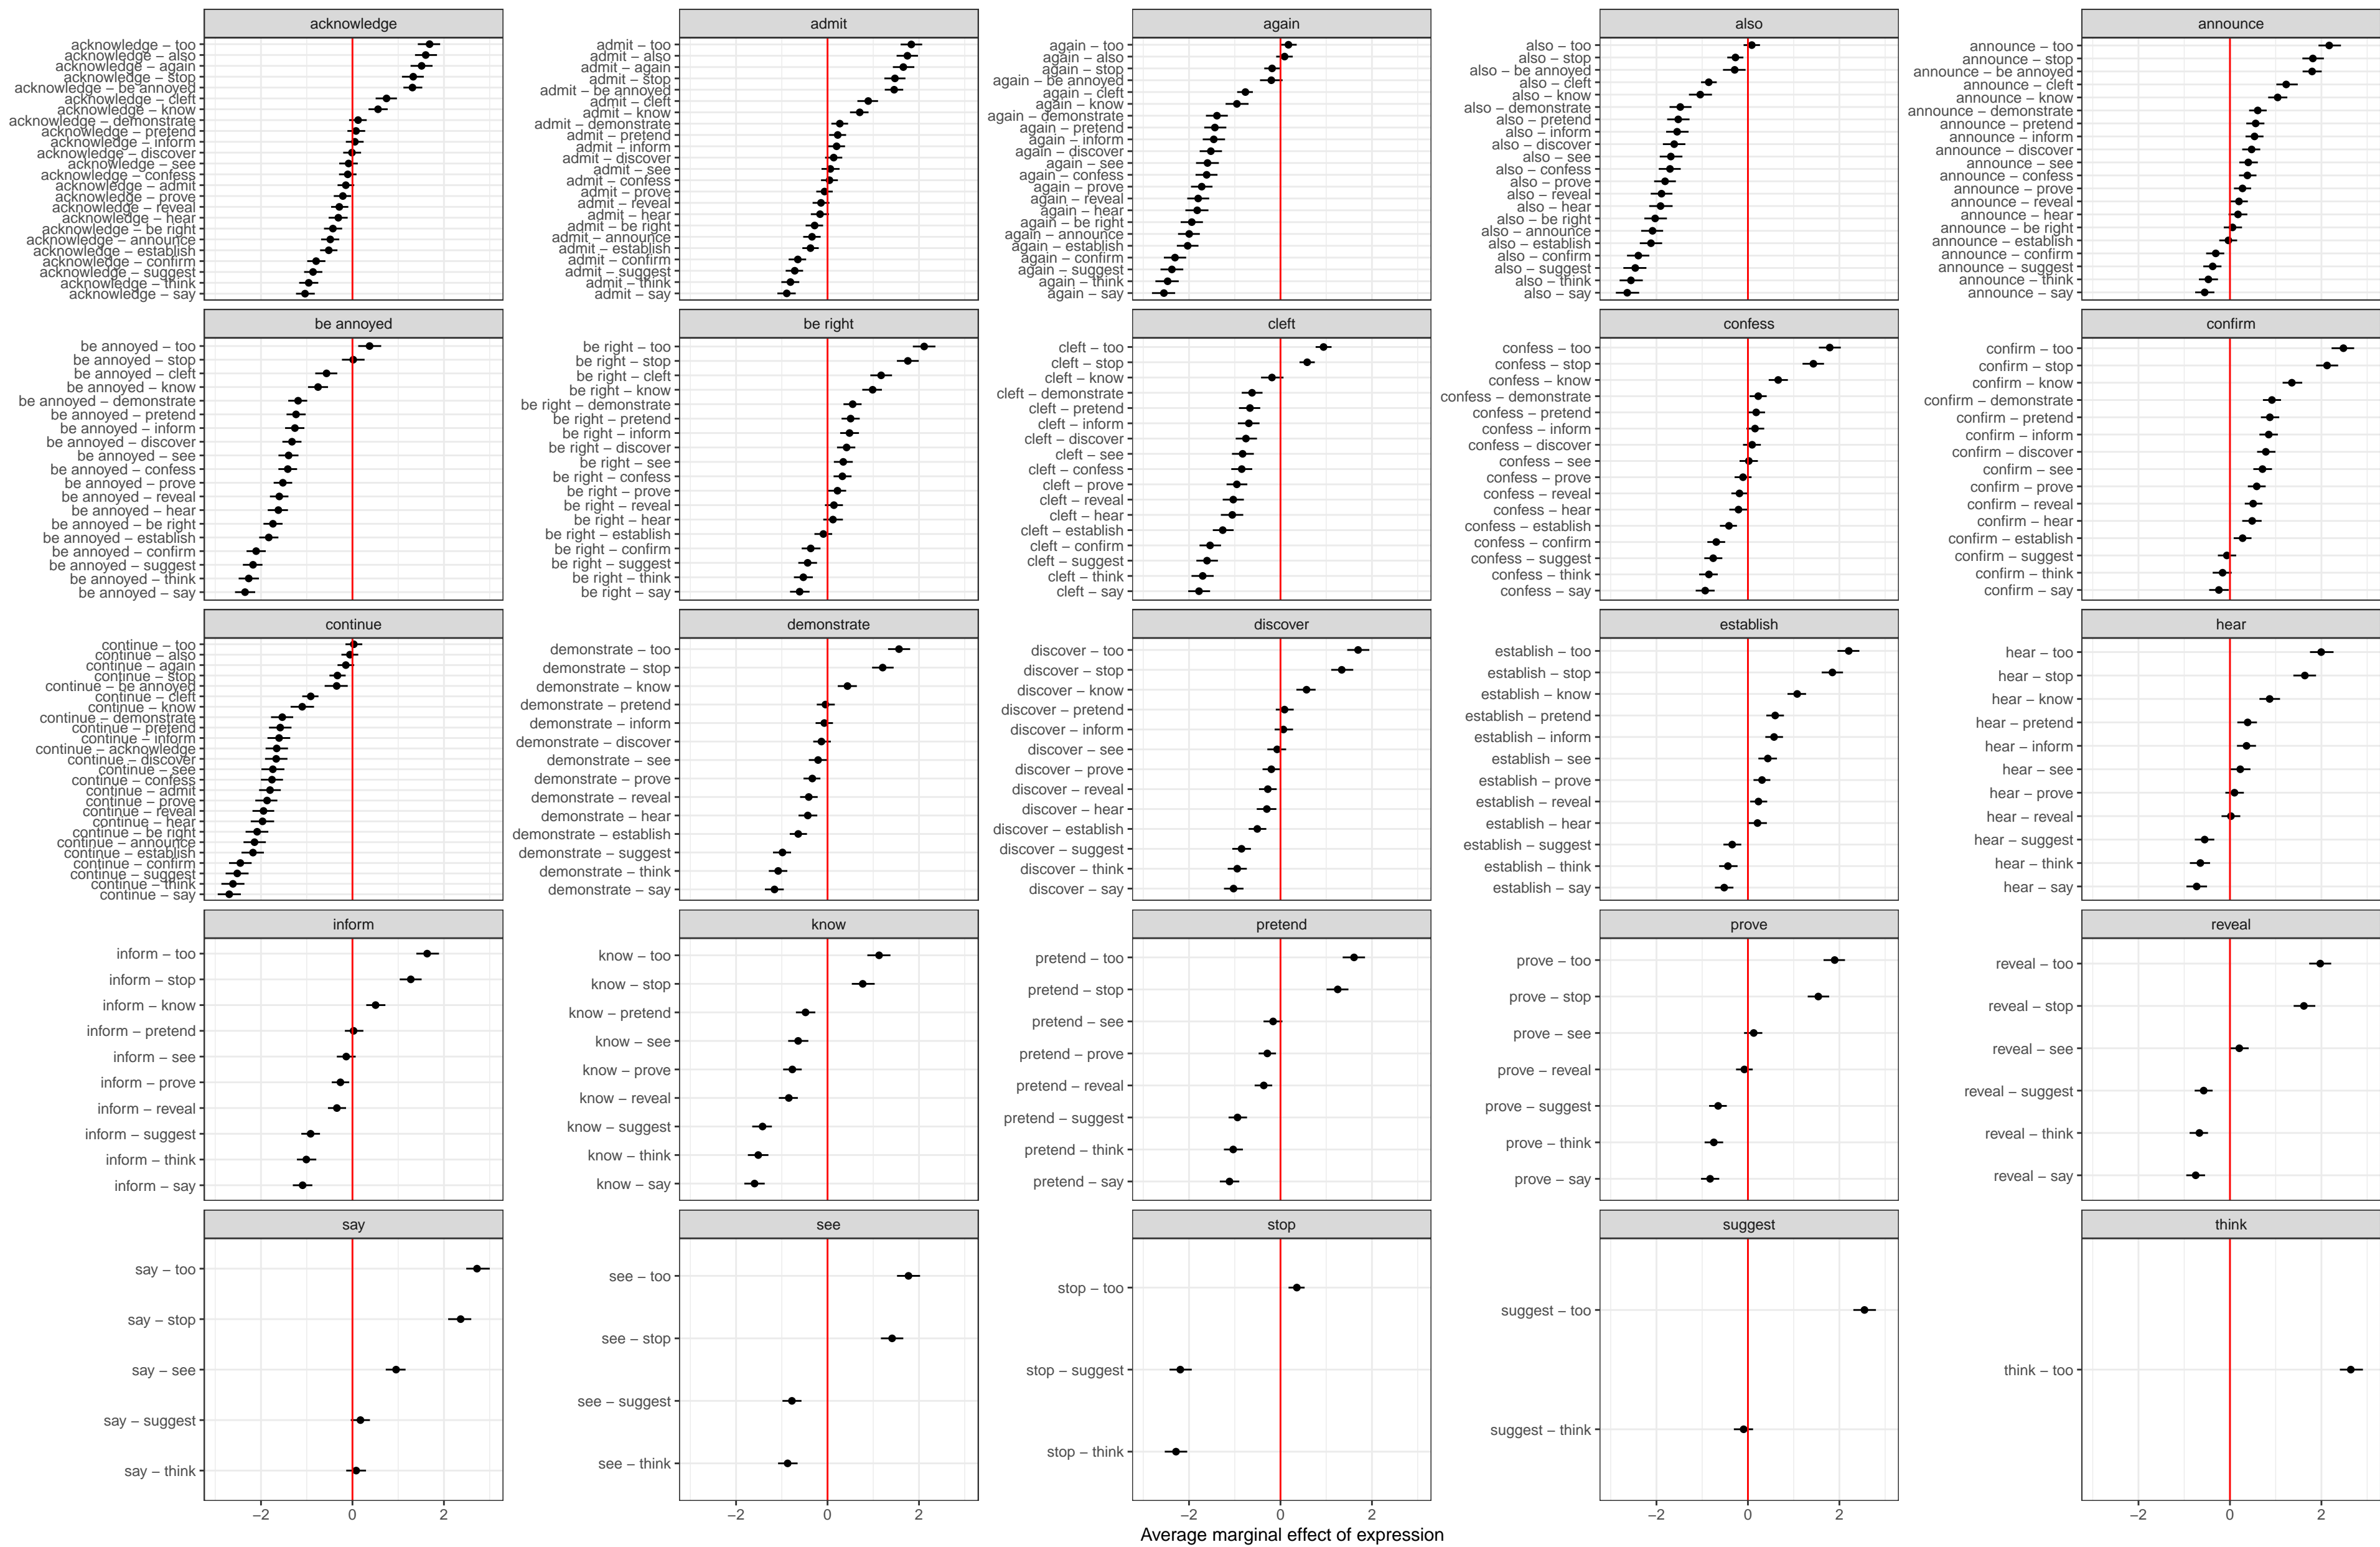 acknowledge
acknowledge – too
acknowledge – also
acknowledge – again
acknowledge – stop
acknowledge – be annoyed
acknowledge – cleft
acknowledge – know
acknowledge – demonstrate
acknowledge – pretend
acknowledge – inform
acknowledge – discover
acknowledge – see
acknowledge – confess
acknowledge – admit
acknowledge – prove
acknowledge – reveal
acknowledge – hear
acknowledge – be right
acknowledge – announce
acknowledge – establish
acknowledge – confirm
acknowledge – suggest
acknowledge – think
acknowledge – say
admit
admit – too
admit – also
admit – again
admit – stop
admit – be annoyed
admit – cleft
admit – know
admit – demonstrate
admit – pretend
admit – inform
admit – discover
admit – see
admit – confess
admit – prove
admit – reveal
admit – hear
admit – be right
admit – announce
admit – establish
admit – confirm
admit – suggest
admit – think
admit – say
again
again – too
again – also
again – stop
again – be annoyed
again – cleft
again – know
again – demonstrate
again – pretend
again – inform
again – discover
again – see
again – confess
again – prove
again – reveal
again – hear
again – be right
again – announce
again – establish
again – confirm
again – suggest
again – think
again – say
also
also – too
also – stop
also – be annoyed
also – cleft
also – know
also – demonstrate
also – pretend
also – inform
also – discover
also – see
also – confess
also – prove
also – reveal
also – hear
also – be right
also – announce
also – establish
also – confirm
also – suggest
also – think
also – say
announce
announce – too
announce – stop
announce – be annoyed
announce – cleft
announce – know
announce – demonstrate
announce – pretend
announce – inform
announce – discover
announce – see
announce – confess
announce – prove
announce – reveal
announce – hear
announce – be right
announce – establish
announce – confirm
announce – suggest
announce – think
announce – say
be annoyed
be annoyed – too
be annoyed – stop
be annoyed – cleft
be annoyed – know
be annoyed – demonstrate
be annoyed – pretend
be annoyed – inform
be annoyed – discover
be annoyed – see
be annoyed – confess
be annoyed – prove
be annoyed – reveal
be annoyed – hear
be annoyed – be right
be annoyed – establish
be annoyed – confirm
be annoyed – suggest
be annoyed – think
be annoyed – say
be right
be right – too
be right – stop
be right – cleft
be right – know
be right – demonstrate
be right – pretend
be right – inform
be right – discover
be right – see
be right – confess
be right – prove
be right – reveal
be right – hear
be right – establish
be right – confirm
be right – suggest
be right – think
be right – say
cleft
cleft – too
cleft – stop
cleft – know
cleft – demonstrate
cleft – pretend
cleft – inform
cleft – discover
cleft – see
cleft – confess
cleft – prove
cleft – reveal
cleft – hear
cleft – establish
cleft – confirm
cleft – suggest
cleft – think
cleft – say
confess
confess – too
confess – stop
confess – know
confess – demonstrate
confess – pretend
confess – inform
confess – discover
confess – see
confess – prove
confess – reveal
confess – hear
confess – establish
confess – confirm
confess – suggest
confess – think
confess – say
confirm
confirm – too
confirm – stop
confirm – know
confirm – demonstrate
confirm – pretend
confirm – inform
confirm – discover
confirm – see
confirm – prove
confirm – reveal
confirm – hear
confirm – establish
confirm – suggest
confirm – think
confirm – say
continue
continue – too
continue – also
continue – again
continue – stop
continue – be annoyed
continue – cleft
continue – know
continue – demonstrate
continue – pretend
continue – inform
continue – acknowledge
continue – discover
continue – see
continue – confess
continue – admit
continue – prove
continue – reveal
continue – hear
continue – be right
continue – announce
continue – establish
continue – confirm
continue – suggest
continue – think
continue – say
demonstrate
demonstrate – too
demonstrate – stop
demonstrate – know
demonstrate – pretend
demonstrate – inform
demonstrate – discover
demonstrate – see
demonstrate – prove
demonstrate – reveal
demonstrate – hear
demonstrate – establish
demonstrate – suggest
demonstrate – think
demonstrate – say
discover
discover – too
discover – stop
discover – know
discover – pretend
discover – inform
discover – see
discover – prove
discover – reveal
discover – hear
discover – establish
discover – suggest
discover – think
discover – say
establish
establish – too
establish – stop
establish – know
establish – pretend
establish – inform
establish – see
establish – prove
establish – reveal
establish – hear
establish – suggest
establish – think
establish – say
hear
hear – too
hear – stop
hear – know
hear – pretend
hear – inform
hear – see
hear – prove
hear – reveal
hear – suggest
hear – think
hear – say
inform
inform – too
inform – stop
inform – know
inform – pretend
inform – see
inform – prove
inform – reveal
inform – suggest
inform – think
inform – say
know
know – too
know – stop
know – pretend
know – see
know – prove
know – reveal
know – suggest
know – think
know – say
pretend
pretend – too
pretend – stop
pretend – see
pretend – prove
pretend – reveal
pretend – suggest
pretend – think
pretend – say
prove
prove – too
prove – stop
prove – see
prove – reveal
prove – suggest
prove – think
prove – say
reveal
reveal – too
reveal – stop
reveal – see
reveal – suggest
reveal – think
reveal – say
say
say – too
say – stop
say – see
say – suggest
say – think
−2 0 2
see
see – too
see – stop
see – suggest
see – think
−2 0 2
stop
stop – too
stop – suggest
stop – think
−2 0 2
suggest
suggest – too
suggest – think
−2 0 2
think
think – too
−2 0 2
Average marginal effect of expression